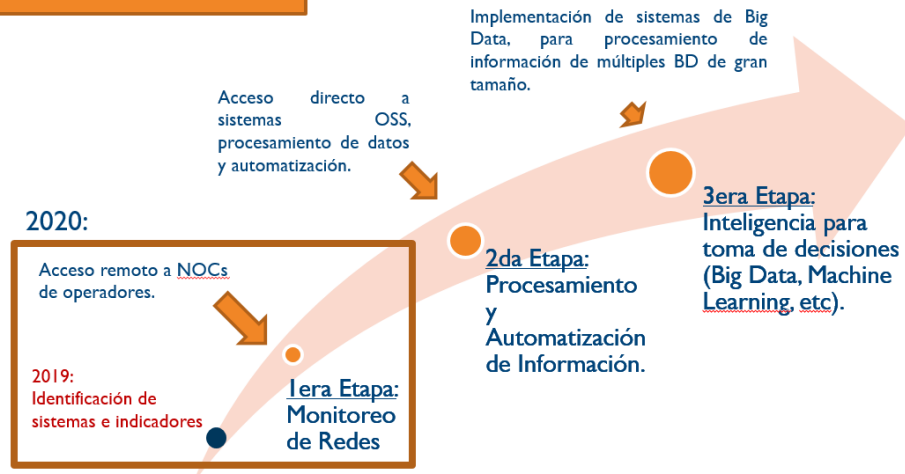 Implementación de sistemas de Big
Data, para procesamiento de
información de múltiples BD de gran
tamaño.
Acceso directo a
sistemas OSS,
procesamiento de datos
y automatización.
3era Etapa:
Inteligencia para
toma de decisiones
(Big Data, Machine
Learning, etc).
2020:
2da Etapa:
Procesamiento
y
Automatización
de Información.
Acceso remoto a NOCs
de operadores.
2019:
Identificación de
sistemas e indicadores
1era Etapa:
Monitoreo
de Redes